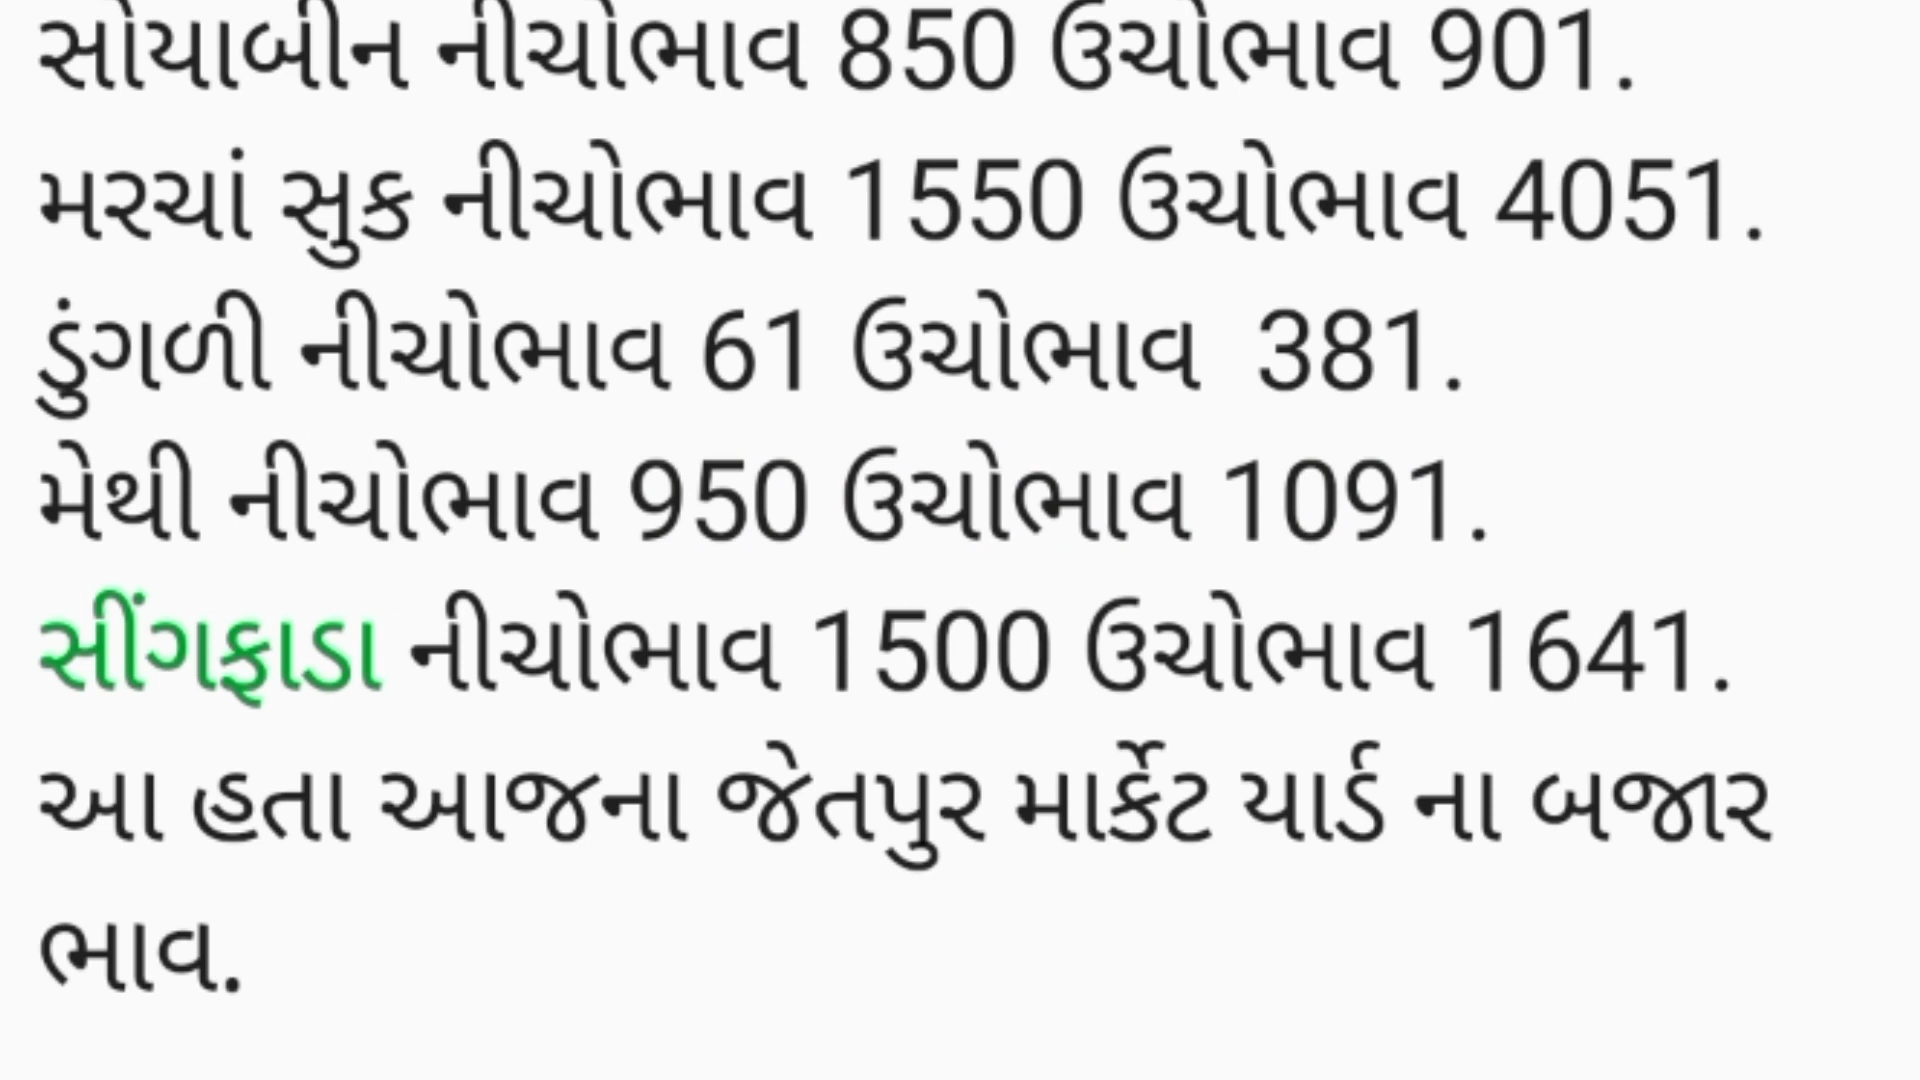 સોયાબીન નીચોભાવ 850 ઉચોભાવ 901.
મરચાં સુક નીચોભાવ 1550 ઉચોભાવ 4051.
ડુંગળી નીચોભાવ 61 ઉચોભાવ 381.
મેથી નીચોભાવ 950 ઉચોભાવ 1091.
સીંગફાડા નીચોભાવ 1500 ઉચોભાવ 1641.
આ હતા આજના જેતપુર માર્કેટ યાર્ડ ના બજાર
ભાવ.